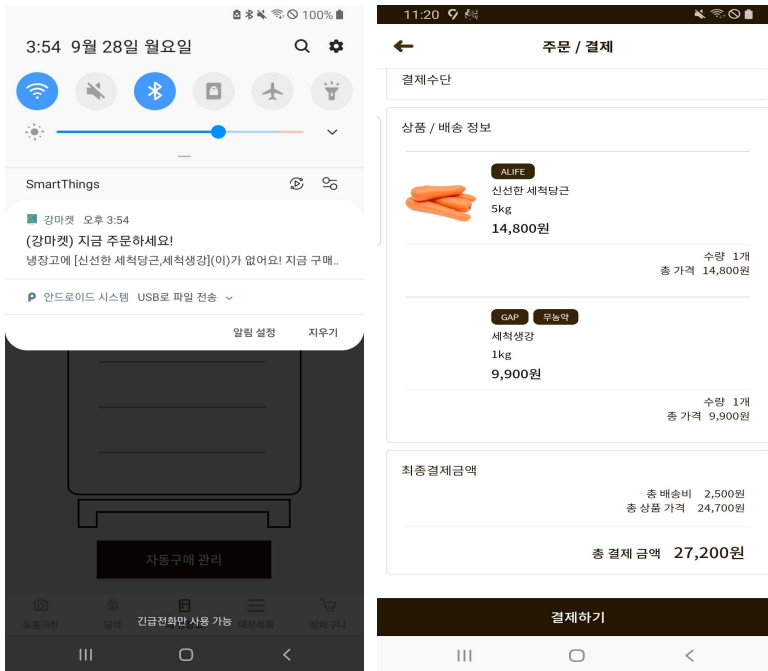 100%
3:54 9월 28일 월요일
SmartThings
강마켓 오후 3:54
(강마켓) 지금 주문하세요!
냉장고에 [신선한 세척당근,세척생강](이)가 없어요! 지금 구매..
안드로이드 시스템 USB로 파일 전송
알림 설정 지우기
자동구매 관리
유통기한 달력 매장목록 장바구니
긴급전화만 사용 가능
11:20
주문 / 결제
결제수단
상품 / 배송 정보
ALIFE
신선한 세척당근
5kg
14,800원
수량 1개
총 가격 14,800원
GAP 무농약
세척생강
1kg
9,900원
수량 1개
총 가격 9,900원
최종결제금액
총 배송비 2,500원
총 상품 가격 24,700원
총 결제 금액 27,200원
결제하기